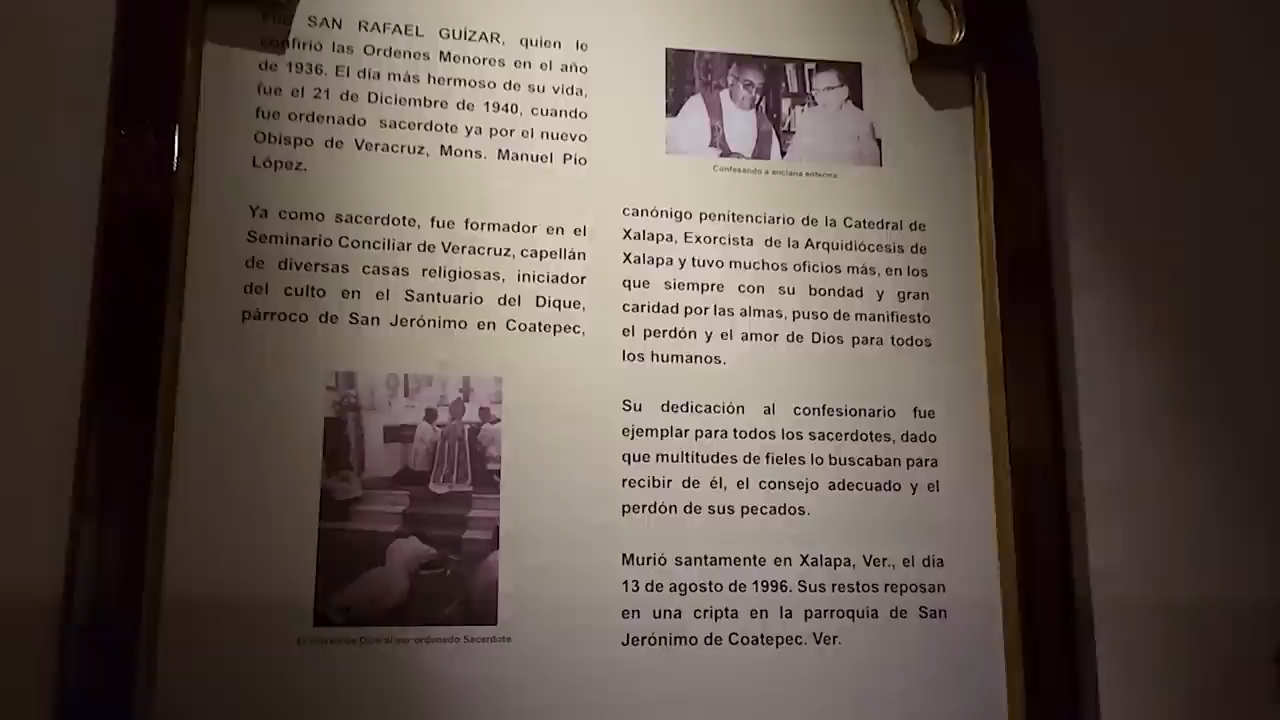 SAN RAFAEL GUÍZAR, quien le
confirió las Ordenes Menores en el año
de 1936. El día más hermoso de su vida,
fue el 21 de Diciembre de 1940, cuando
fue ordenado sacerdote ya por el nuevo
Obispo de Veracruz, Mons. Manuel Pío
López.
Ya como sacerdote, fue formador en el
Seminario Conciliar de Veracruz, capellán
de diversas casas religiosas, iniciador
del culto en el Santuario del Dique,
párroco de San Jerónimo en Coatepec,
al ser ordenado Sacerdote
Confesando a anciana enferma
canónigo penitenciario de la Catedral de
Xalapa, Exorcista de la Arquidiócesis de
Xalapa y tuvo muchos oficios más, en los
que siempre con su bondad y gran
caridad por las almas, puso de manifiesto
el perdón y el amor de Dios para todos
los humanos.
Su dedicación al confesionario fue
ejemplar para todos los sacerdotes, dado
que multitudes de fieles lo buscaban para
recibir de él, el consejo adecuado y el
perdón de sus pecados.
Murió santamente en Xalapa, Ver., el día
13 de agosto de 1996. Sus restos reposan
en una cripta en la parroquia de San
Jerónimo de Coatepec. Ver.